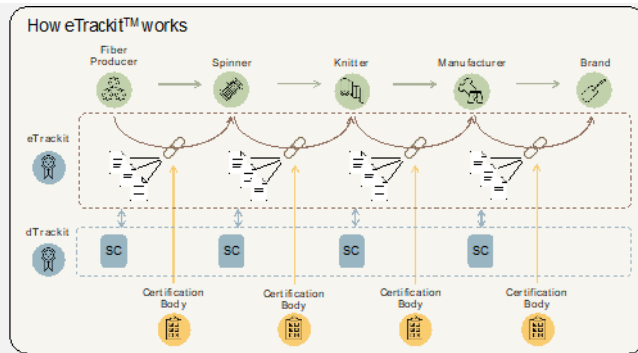 How eTrackit™ works
Fiber
Producer
Spinner
Knitter
Manufacturer
Brand
eTrackit
dTrackit
SC
SC
SC
SC
Certification
Body
Certification
Body
Certification
Body
Certification
Body